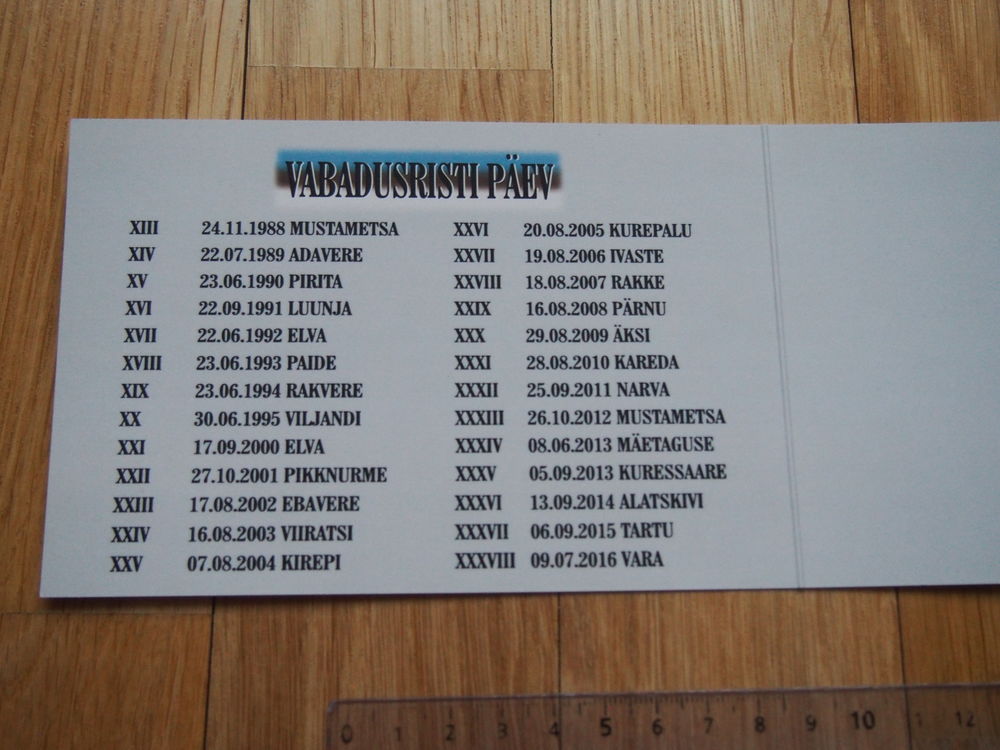 VABADUSRISTI PÄEV
XIII 24.11.1988 MUSTAMETSA
XIV 22.07.1989 ADAVERE
XV 23.06.1990 PIRITA
XVI 22.09.1991 LUUNJA
XVII 22.06.1992 ELVA
XVIII 23.06.1993 PAIDE
XIX 23.06.1994 RAKVERE
XX 30.06.1995 VILJANDI
XXI 17.09.2000 ELVA
XXII 27.10.2001 PIKKNURME
XXIII 17.08.2002 EBAVERE
XXIV 16.08.2003 VIIRATSI
XXV 07.08.2004 KIREPI
XXVI 20.08.2005 KUREPALU
XXVII 19.08.2006 IVASTE
XXVIII 18.08.2007 RAKKE
XXIX 16.08.2008 PÄRNU
XXX 29.08.2009 ÄKSI
XXXI 28.08.2010 KAREDA
XXXII 25.09.2011 NARVA
XXXIII 26.10.2012 MUSTAMETSA
XXXIV 08.06.2013 MÄETAGUSE
XXXV 05.09.2013 KURESSAARE
XXXVI 13.09.2014 ALATSKIVI
XXXVII 06.09.2015 TARTU
XXXVIII 09.07.2016 VARA
0 1 2 3 4 5 6 7 8 9 10 11 12